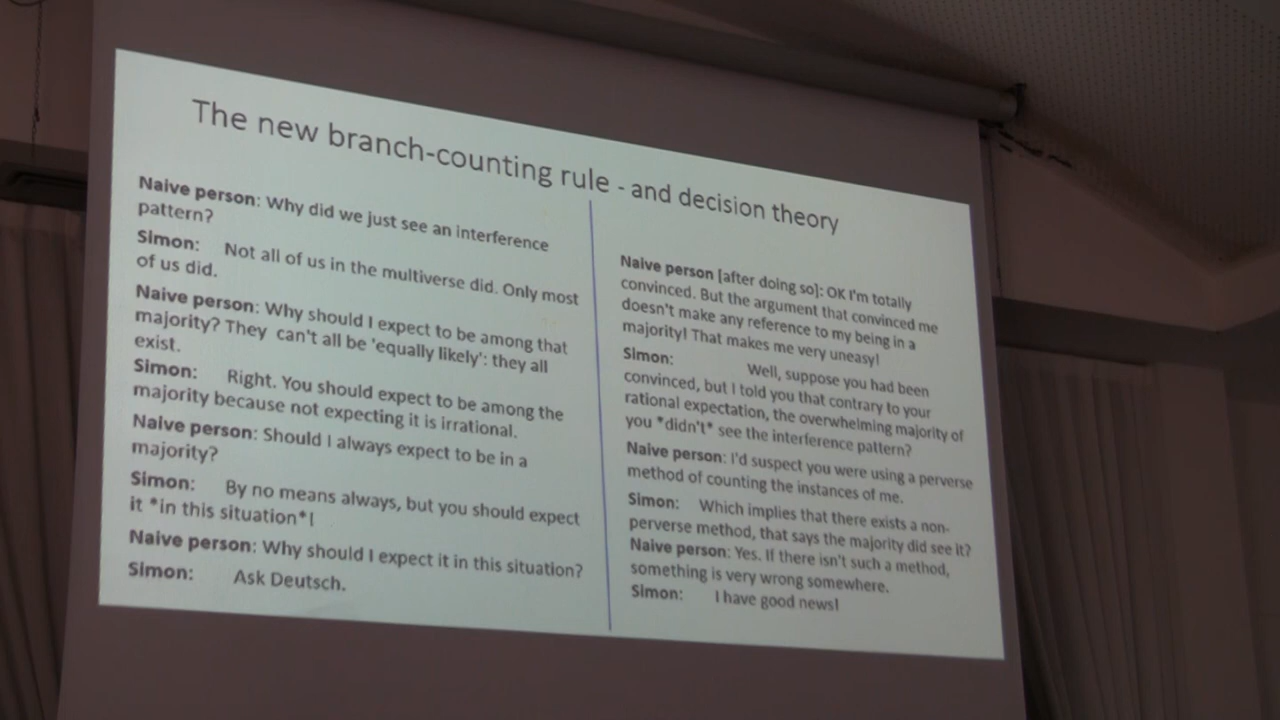 The new branch-counting rule - and decision theory
Naive person: Why did we just see an interference
pattern?
Simon: Not all of us in the multiverse did. Only most
of us did.
Naive person: Why should I expect to be among that
majority? They can't all be 'equally likely': they all
exist.
Simon: Right. You should expect to be among the
majority because not expecting it is irrational.
Naive person: Should I always expect to be in a
majority?
Simon: By no means always, but you should expect
it *in this situation*!
Naive person: Why should I expect it in this situation?
Simon: Ask Deutsch.
Naive person [after doing so]: OK I'm totally
convinced. But the argument that convinced me
doesn't make any reference to my being in a
majority! That makes me very uneasy!
Simon: Well, suppose you had been
convinced, but I told you that contrary to your
rational expectation, the overwhelming majority of
you *didn't* see the interference pattern?
Naive person: I'd suspect you were using a perverse
method of counting the instances of me.
Simon: Which implies that there exists a non-
perverse method, that says the majority did see it?
Naive person: Yes. If there isn't such a method,
something is very wrong somewhere.
Simon: I have good news!